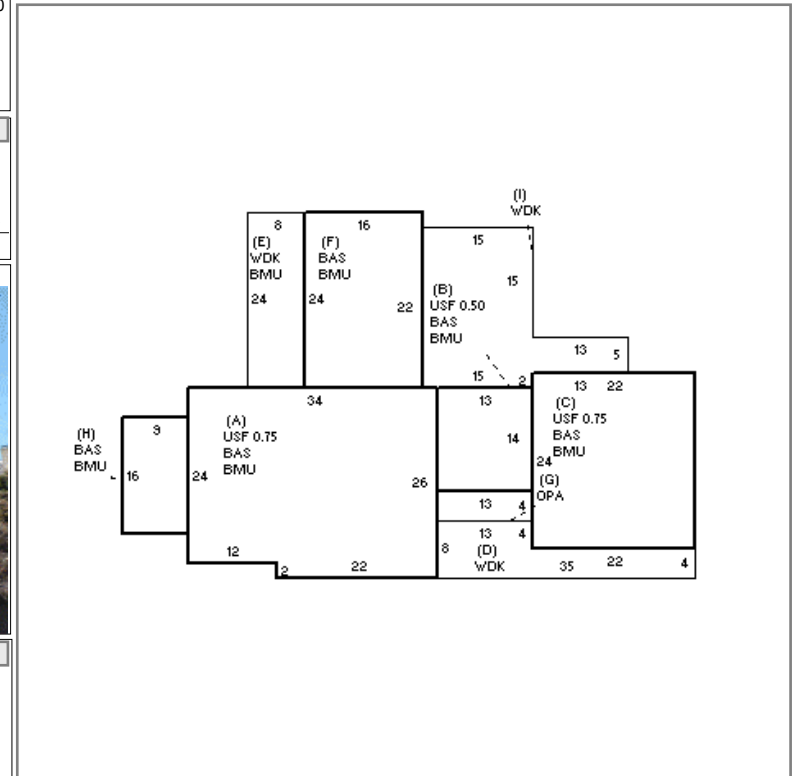 (I)
WDK
8
16
15
(E)
WDK
BMU
(F)
BAS
BMU
15
24
24
22
(B)
USF 0.50
BAS
BMU
13
5
15
2
13
22
34
13
(A)
USF 0.75
BAS
BMU
(C)
USF 0.75
BAS
BMU
9
(H)
BAS
BMU
14
16
24
26
24
(G)
OPA
13
4
13
4
8
(D)
WDK
12
2
22
35
22
4